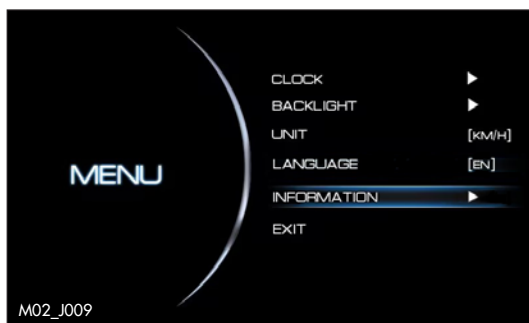 CLOCK ▶
BACKLIGHT ▶
UNIT [KM/H]
LANGUAGE [EN]
MENU
INFORMATION ▶
EXIT
M02_J009